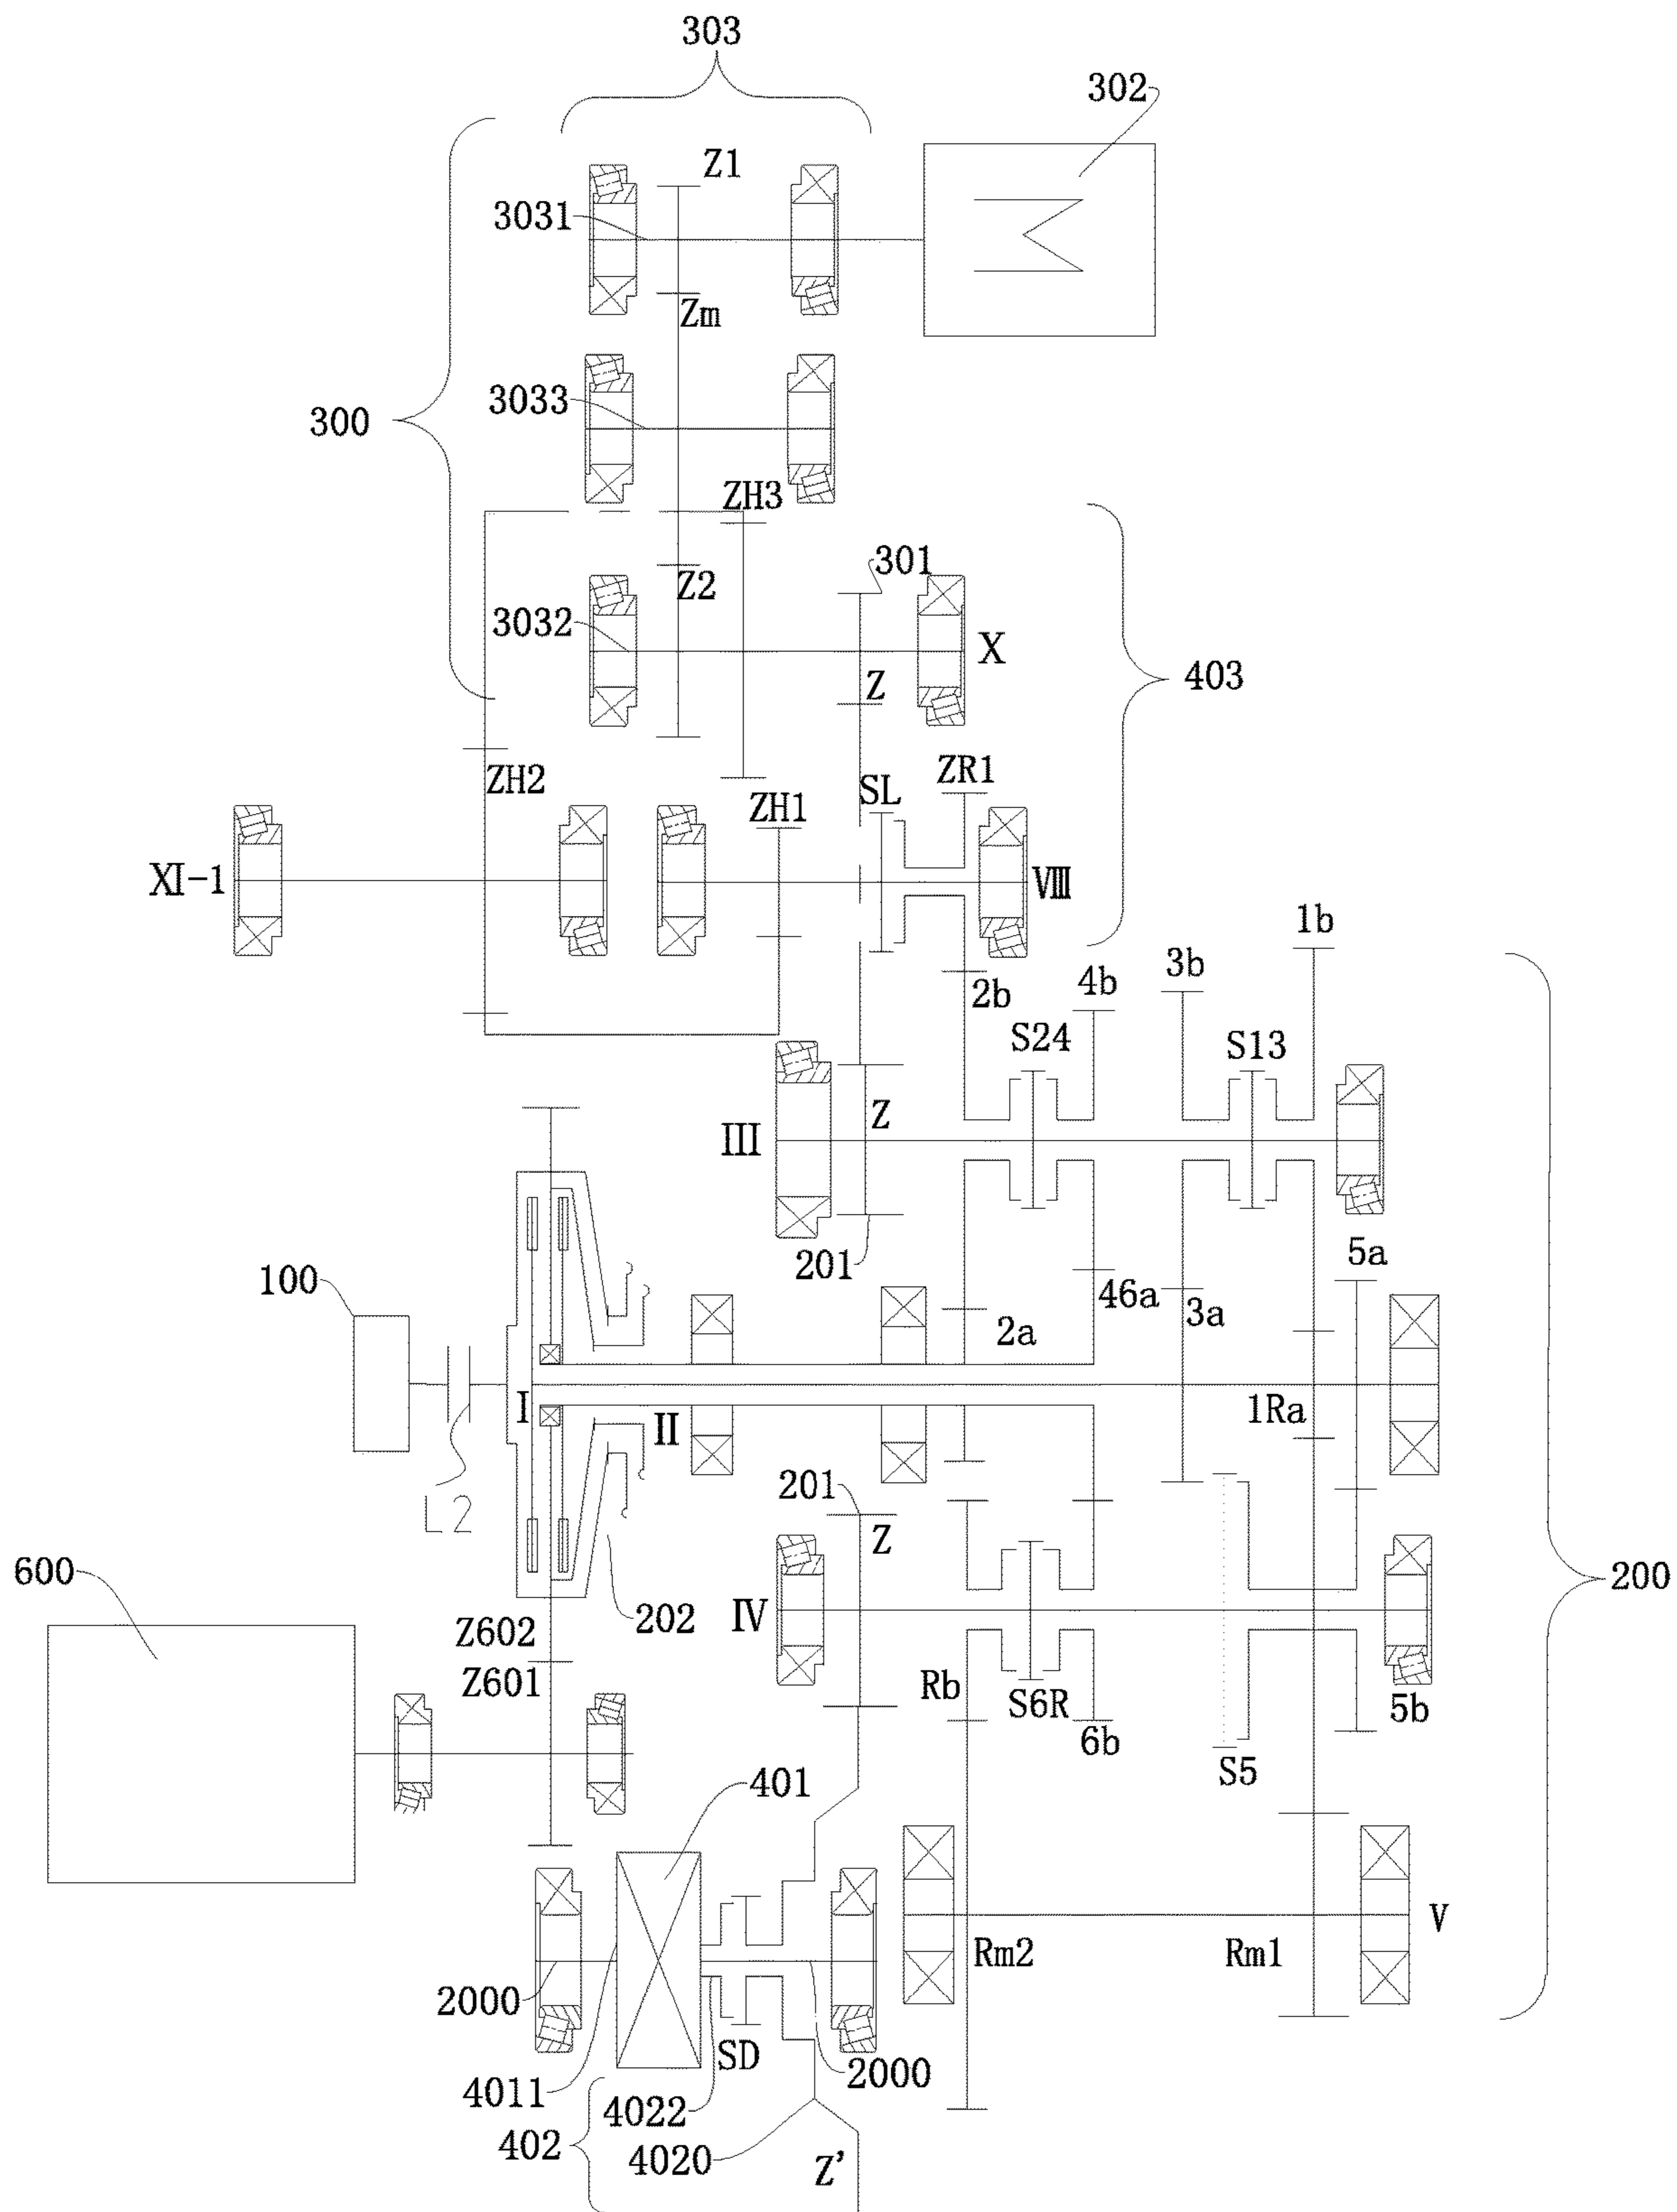 303
302
Z1
3031
Zm
3033
300
ZH3
301
Z2
3032
X
Z
403
ZH2
ZR1
SL
ZH1
XI-1
VIII
1b
3b
2b
4b
S24
S13
Z
III
201
5a
100
46a
3a
2a
I
1Ra
II
L2
201
Z
600
202
IV
200
Z602
Z601
Rb
S6R
6b
5b
S5
401
V
Rm2
Rm1
2000
SD
2000
4011
4022
402
4020
Z'